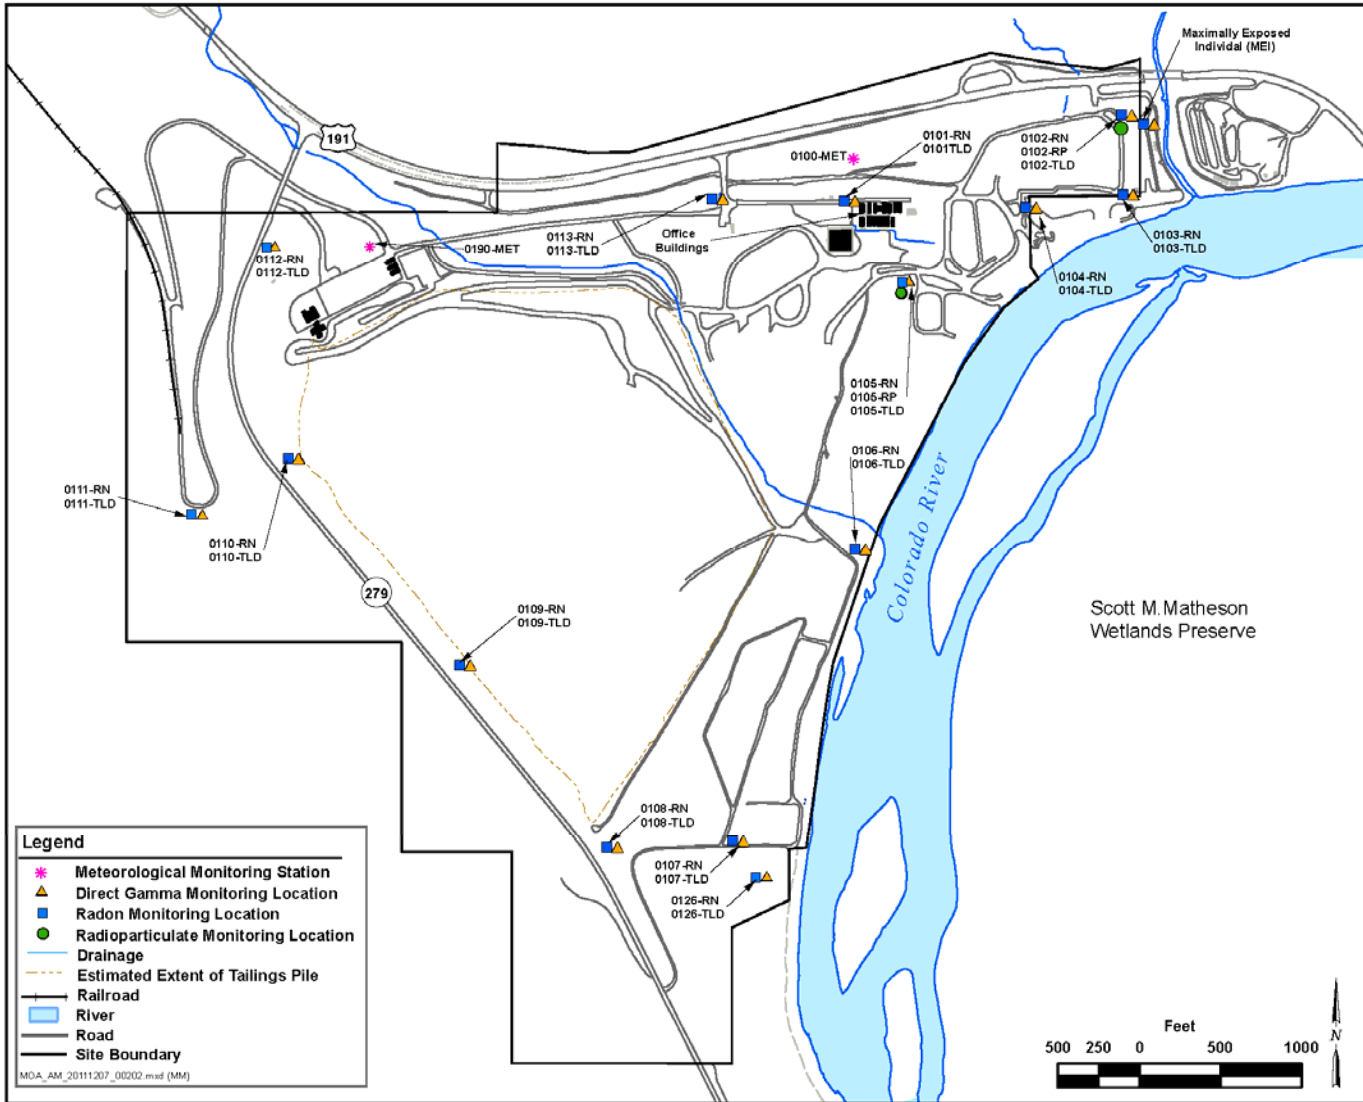 Maximally Exposed
Individal (MEI)
191
0100-MET
0101-RN
0101TLD
0102-RN
0102-RP
0102-TLD
0190-MET
0112-RN
0112-TLD
0113-RN
0113-TLD
Office
Buildings
0103-RN
0103-TLD
0104-RN
0104-TLD
0105-RN
0105-RP
0105-TLD
0106-RN
0106-TLD
0111-RN
0111-TLD
0110-RN
0110-TLD
279
0109-RN
0109-TLD
Colorado River
Scott M.Matheson
Wetlands Preserve
0108-RN
0108-TLD
0107-RN
0107-TLD
0126-RN
0126-TLD
Legend
Meteorological Monitoring Station
Direct Gamma Monitoring Location
Radon Monitoring Location
Radioparticulate Monitoring Location
Drainage
Estimated Extent of Tailings Pile
Railroad
River
Road
Site Boundary
MOA_AM_20111207_00202.mxd (MM)
Feet
500 250 0 500 1000
N